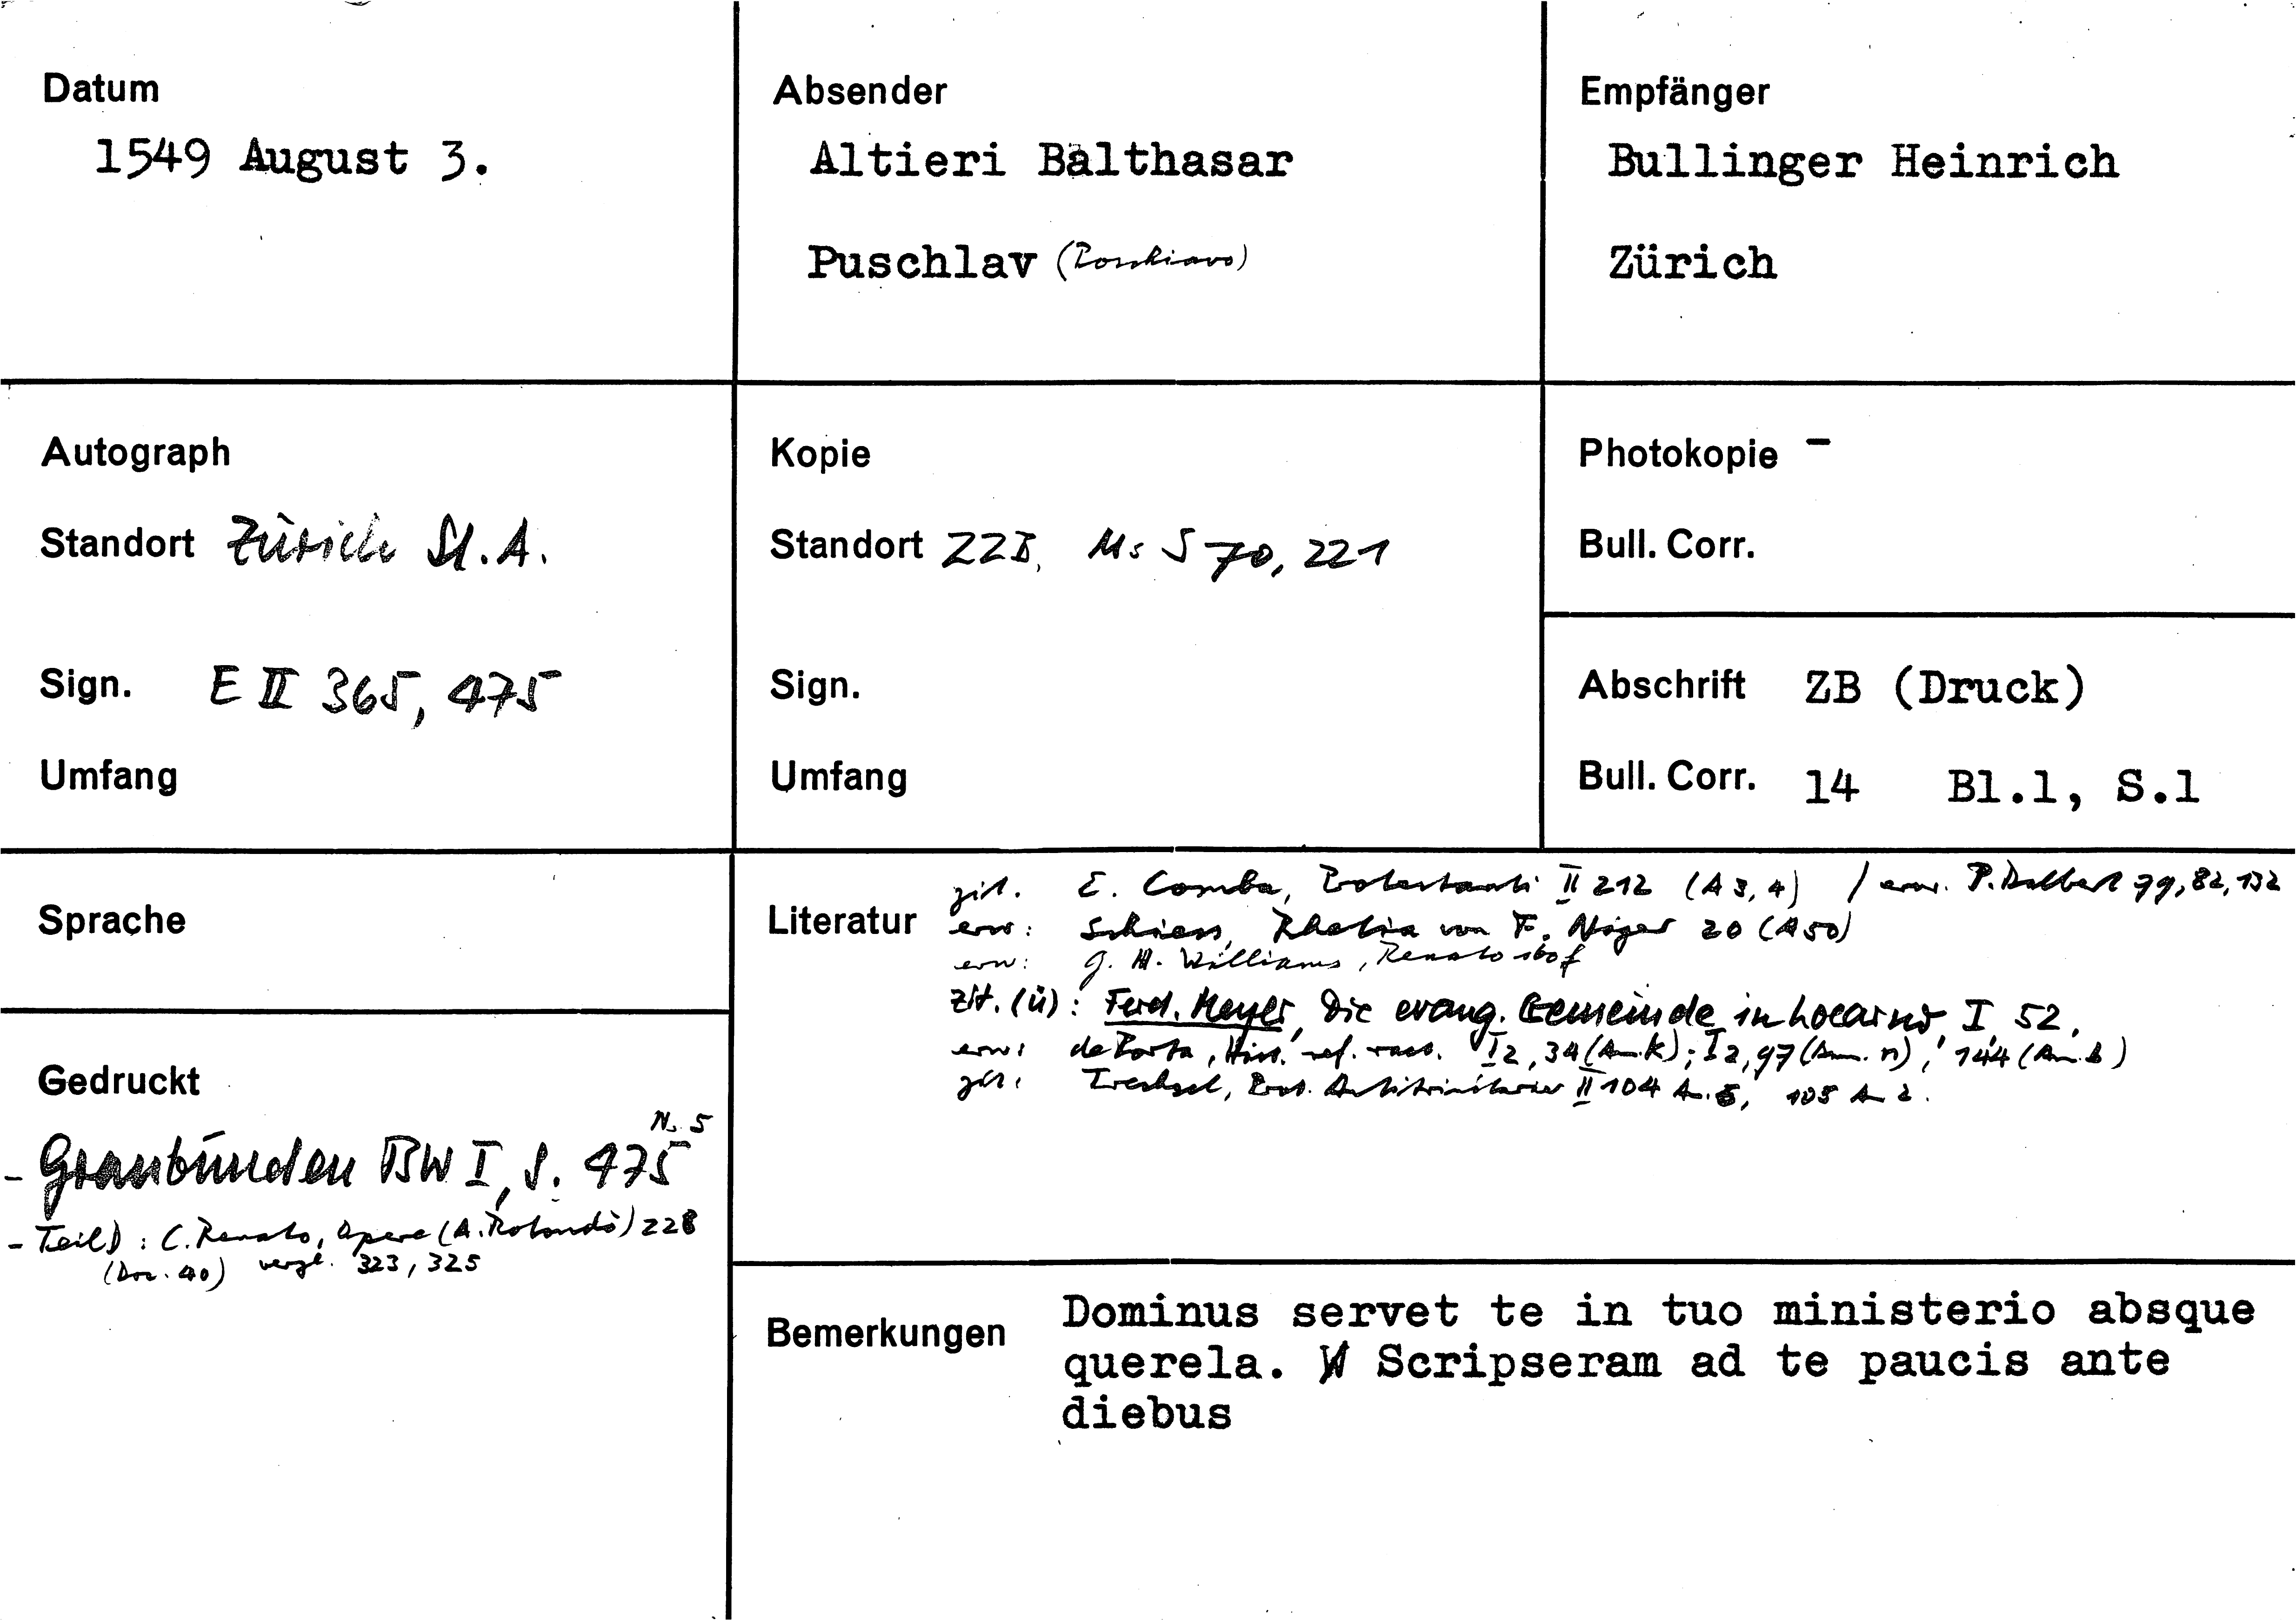 Datum
1549 August 3.
Absender
Altieri Balthasar
Puschlav (Poschiavo)
Empfänger
Bullinger Heinrich
Zürich
Autograph
Standort Zürich St.A.
Sign. E II 365, 475
Umfang
Kopie
Standort ZZB, Ms S 70, 221
Sign.
Umfang
Photokopie -
Bull. Corr.
Abschrift ZB (Druck)
Bull. Corr. 14 Bl.1, S.1
Sprache
Gedruckt
N. 5
- Graubünden BW I, S. 475
- Teil D: C. Renato, Opere (A. Rotondò) 228
(Doc. 40) vergl. 323, 325
Literatur
zit. E. Comba, Protestanti II 212 (A 3, 4) / erw. P. Dalbert 79, 82, 132
erw: Schiess, Rhetia von F. Niger 20 (A 50)
erw: G. H. Williams, Renato 160f
zit. (ü): Ferd. Meyer, Die evang. Gemeinde in Locarno, I, 52,
erw: de Porta, Hist. ref. raet. I 2, 34 (Anm. k); I 2, 97 (Anm. n), 144 (Anm. b)
zit: Trechsel, Prot. Antitrinitarier II 104 A. 5, 105 A 2.
Bemerkungen
Dominus servet te in tuo ministerio absque
querela. Scripseram ad te paucis ante
diebus